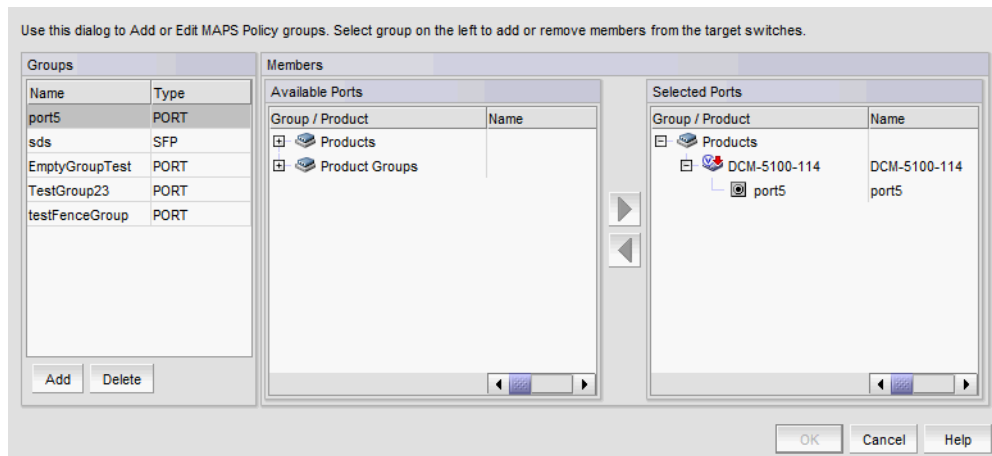 Use this dialog to Add or Edit MAPS Policy groups. Select group on the left to add or remove members from the target switches.
Groups
Name Type
port5 PORT
sds SFP
EmptyGroupTest PORT
TestGroup23 PORT
testFenceGroup PORT
Add Delete
Members
Available Ports
Group / Product Name
Products
Product Groups
Selected Ports
Group / Product Name
Products
DCM-5100-114 DCM-5100-114
port5 port5
OK Cancel Help